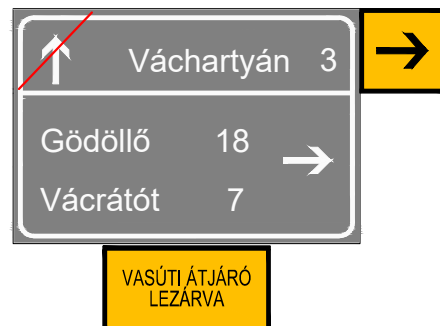 Váchartyán 3
Gödöllő 18
Vácrátót 7
VASÚTI ÁTJÁRÓ
LEZÁRVA